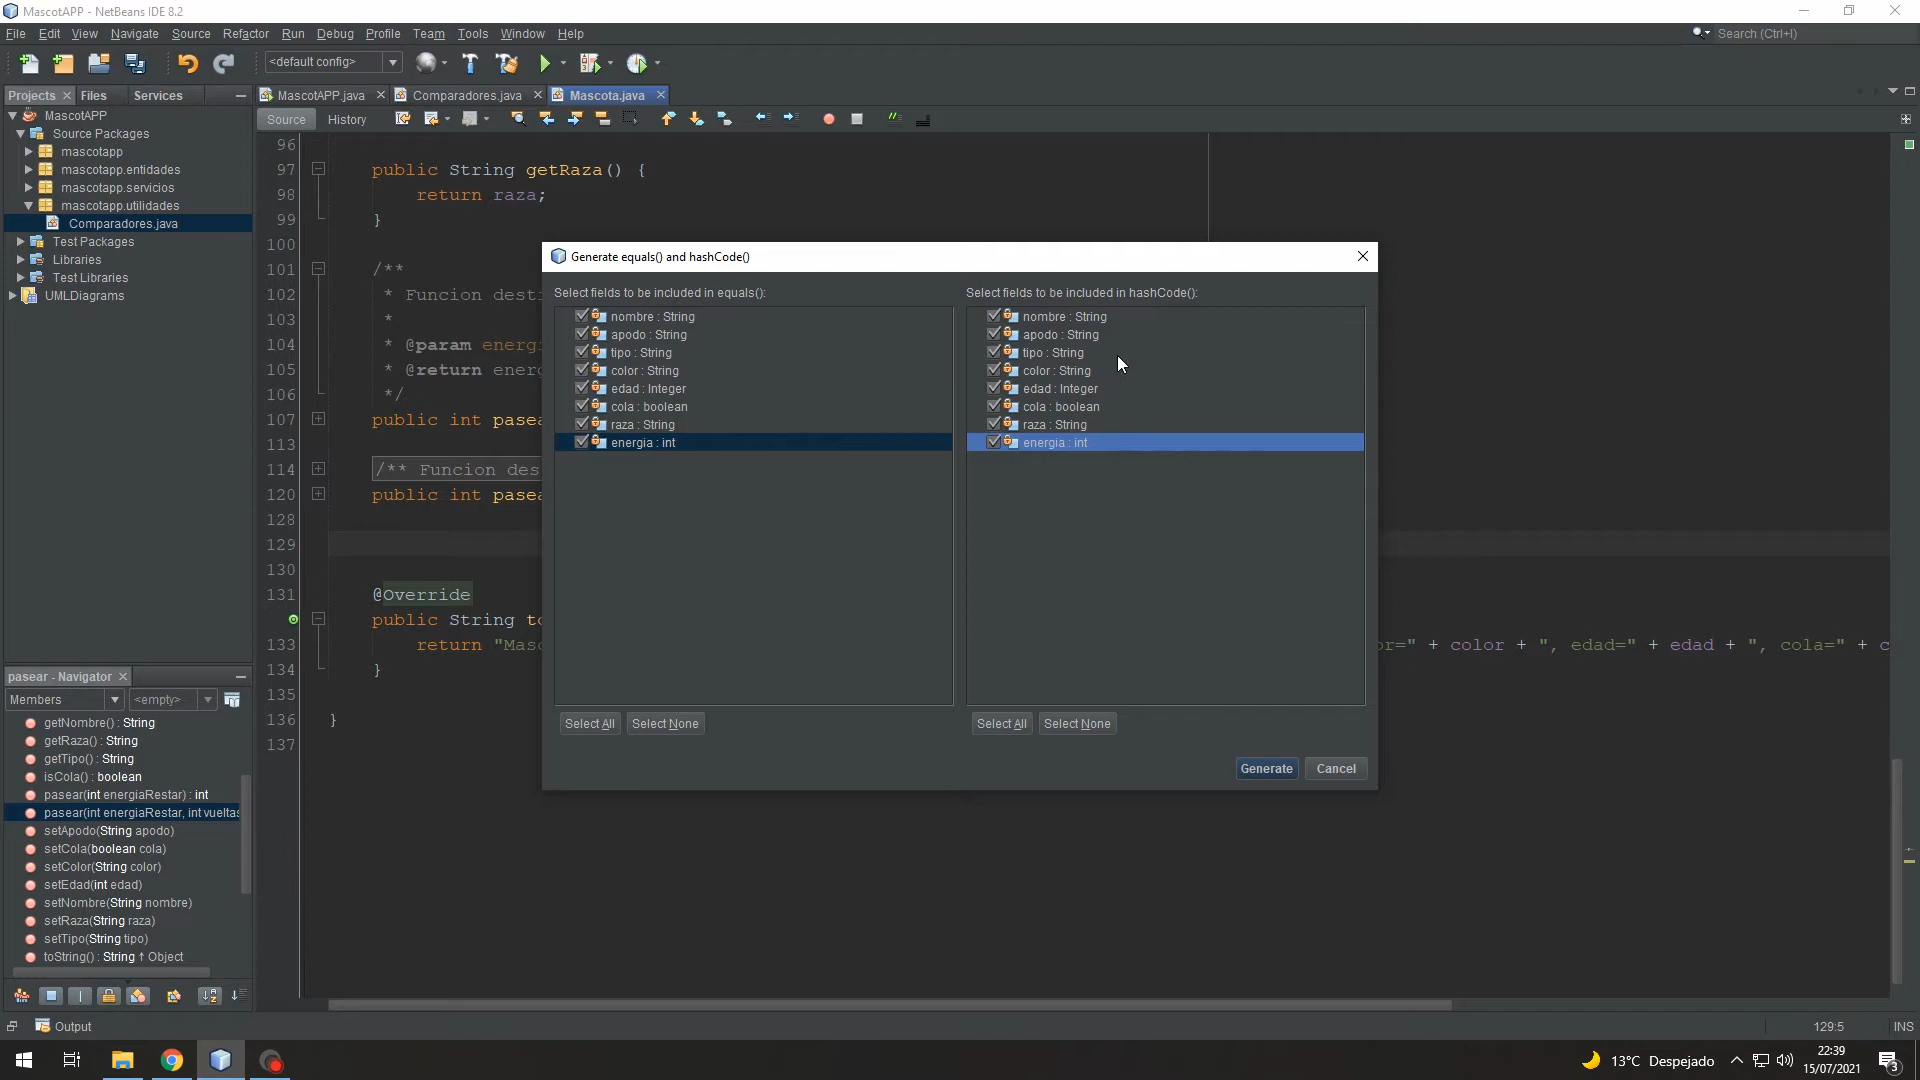 MascotAPP - NetBeans IDE 8.2
File Edit View Navigate Source Refactor Run Debug Profile Team Tools Window Help
Search (Ctrl+I)
<default config>
Projects Files Services
MascotAPP.java Comparadores.java Mascota.java
MascotAPP
Source Packages
mascotapp
mascotapp.entidades
mascotapp.servicios
mascotapp.utilidades
Comparadores.java
Test Packages
Libraries
Test Libraries
UMLDiagrams
Source History
96
97 public String getRaza() {
98 return raza;
99 }
100
101 /**
102 * Funcion desti
103 *
104 * @param energi
105 * @return energ
106 */
107 public int pasea
113
114 /** Funcion des
120 public int pasea
128
129
130
131 @Override
public String to
133 return "Masc or=" + color + ", edad=" + edad + ", cola=" + c
134 }
135
136 }
137
Generate equals() and hashCode()
Select fields to be included in equals():
nombre : String
apodo : String
tipo : String
color : String
edad : Integer
cola : boolean
raza : String
energia : int
Select All Select None
Select fields to be included in hashCode():
nombre : String
apodo : String
tipo : String
color : String
edad : Integer
cola : boolean
raza : String
energia : int
Select All Select None
Generate Cancel
pasear - Navigator
Members <empty>
getNombre() : String
getRaza() : String
getTipo() : String
isCola() : boolean
pasear(int energiaRestar) : int
pasear(int energiaRestar, int vueltas
setApodo(String apodo)
setCola(boolean cola)
setColor(String color)
setEdad(int edad)
setNombre(String nombre)
setRaza(String raza)
setTipo(String tipo)
toString() : String ↑ Object
Output
129:5 INS
13°C Despejado
22:39
15/07/2021
3